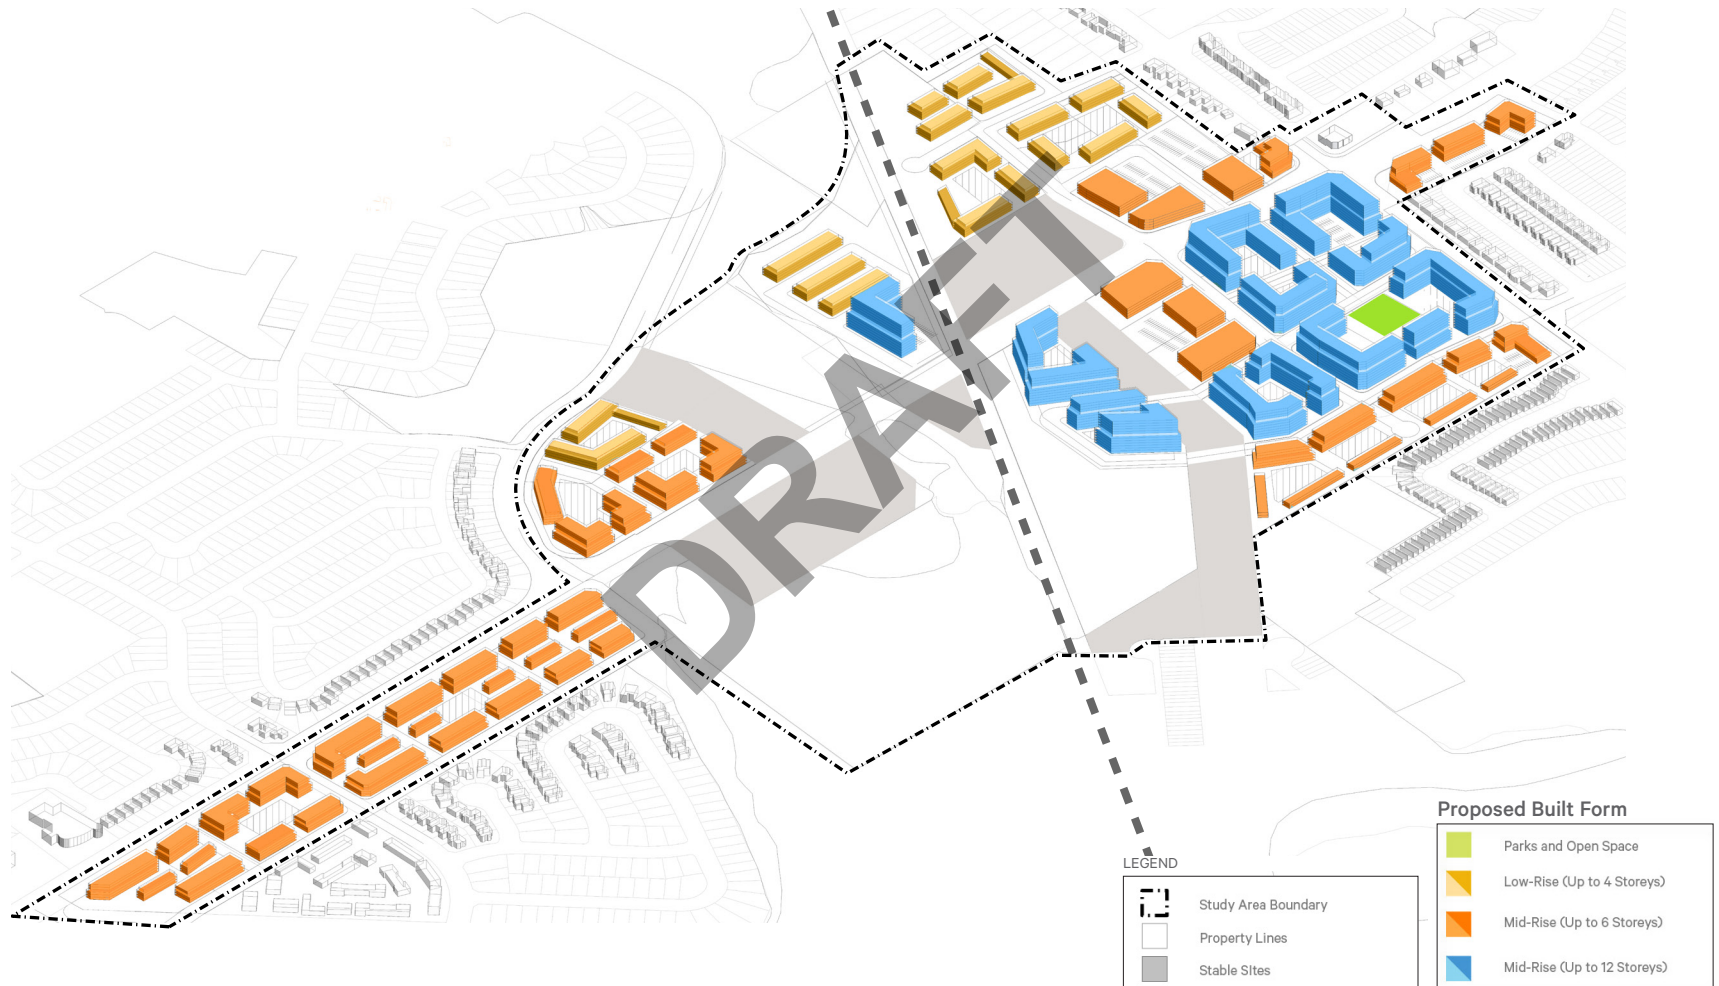 DRAFT
LEGEND
Study Area Boundary
Property Lines
Stable SItes
Proposed Built Form
Parks and Open Space
Low-Rise (Up to 4 Storeys)
Mid-Rise (Up to 6 Storeys)
Mid-Rise (Up to 12 Storeys)